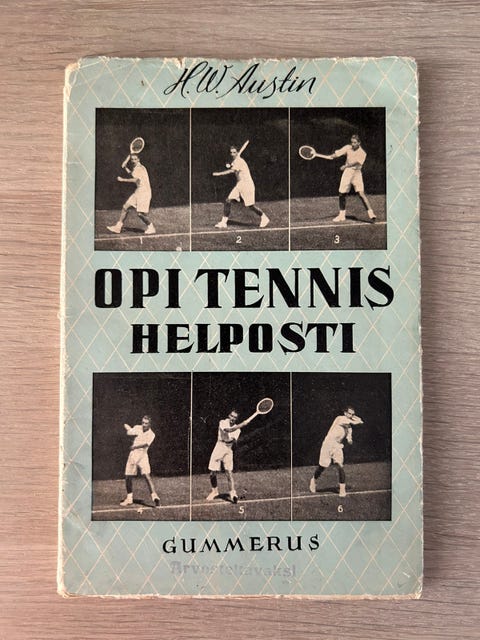 H.W. Austin
1 2 3
OPI TENNIS
HELPOSTI
4 5 6
GUMMERUS
Arvosteltavaksi